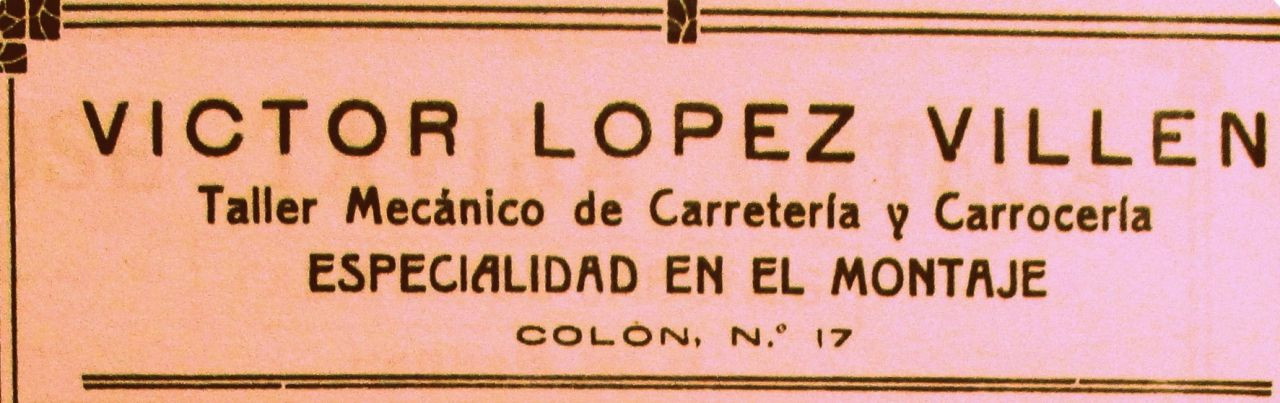 VICTOR LOPEZ VILLEN
Taller Mecánico de Carretería y Carrocería
ESPECIALIDAD EN EL MONTAJE
COLÓN, N.º 17